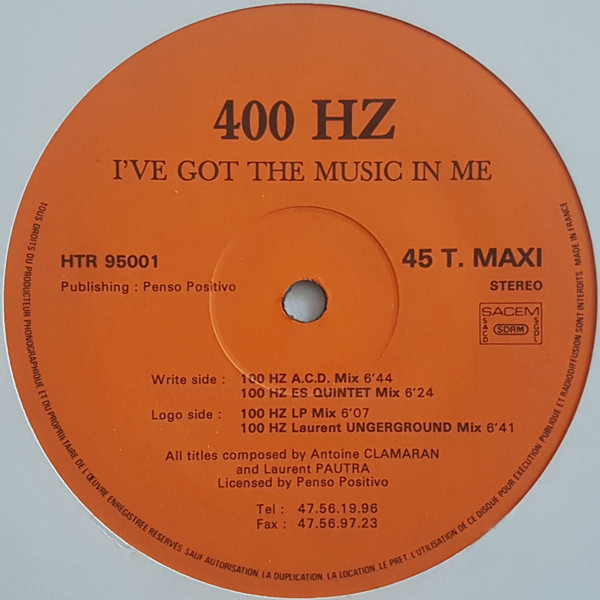 400 HZ
I'VE GOT THE MUSIC IN ME
HTR 95001
45 T. MAXI
Publishing : Penso Positivo
STEREO
SACEM
SACD
SDRM
SGDL
Write side : 100 HZ A.C.D. Mix 6'44
100 HZ ES QUINTET Mix 6'24
Logo side : 100 HZ LP Mix 6'07
100 HZ Laurent UNGERGROUND Mix 6'41
All titles composed by Antoine CLAMARAN
and Laurent PAUTRA
Licensed by Penso Positivo
Tel : 47.56.19.96
Fax : 47.56.97.23
TOUS DROITS DU PRODUCTEUR PHONOGRAPHIQUE ET DU PROPRIETAIRE DE L'ŒUVRE ENREGISTREE RESERVES. SAUF AUTORISATION, LA DUPLICATION, LA LOCATION, LE PRET, L'UTILISATION DE CE DISQUE POUR EXECUTION PUBLIQUE ET RADIODIFFUSION SONT INTERDITS. MADE IN FRANCE